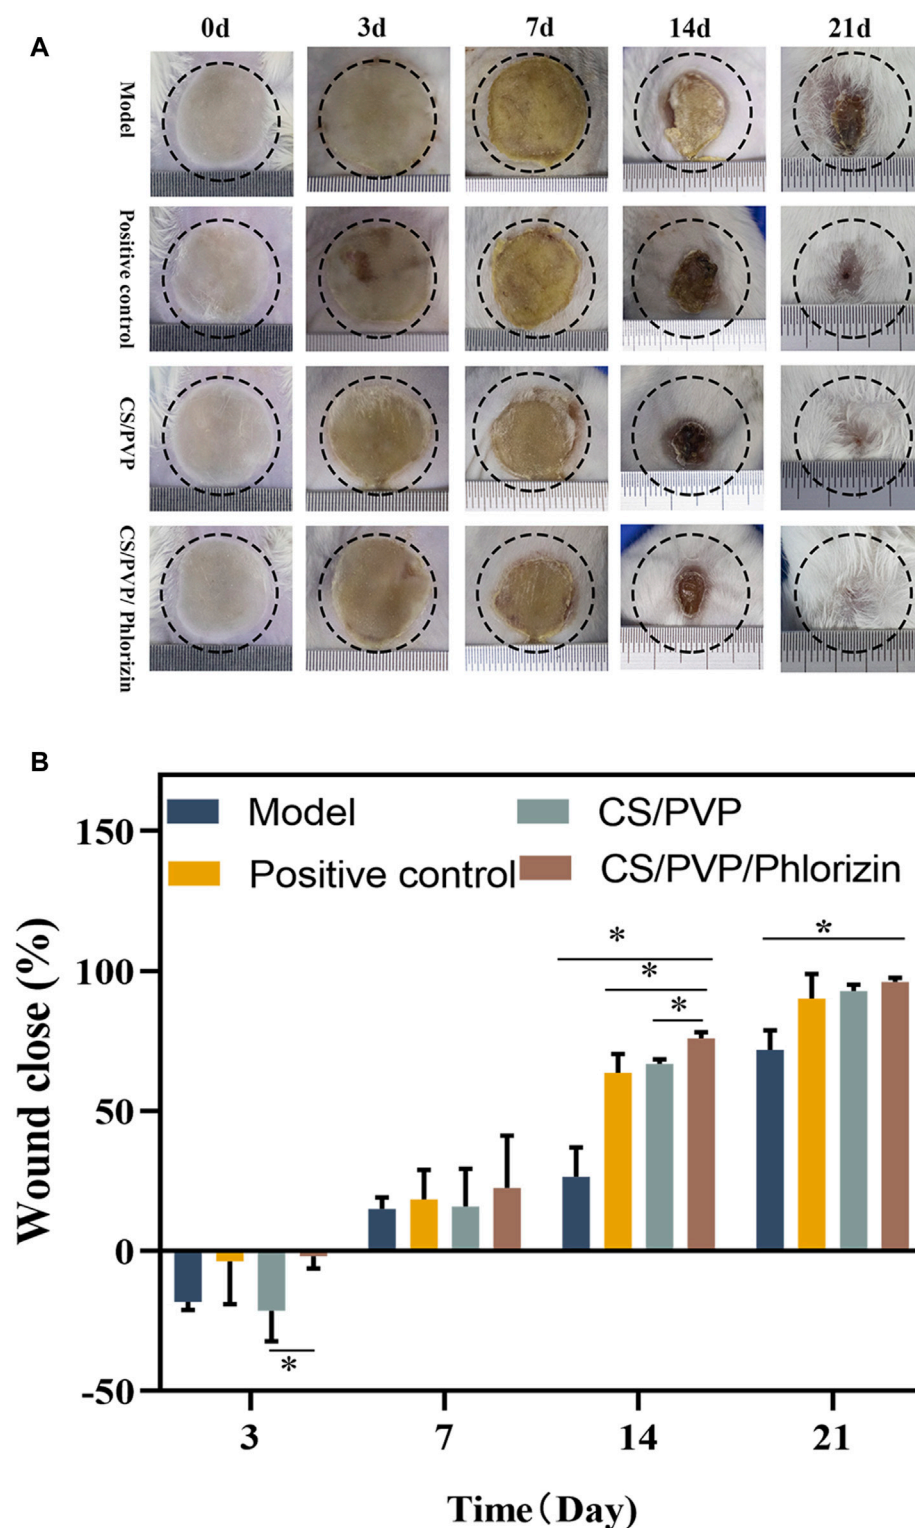 A
0d 3d 7d 14d 21d
Model
Positive control
CS/PVP
CS/PVP/ Phlorizin
B
Model
CS/PVP
Positive control
CS/PVP/Phlorizin
Wound close (%)
150
100
50
0
-50
*
*
*
*
*
3 7 14 21
Time(Day)